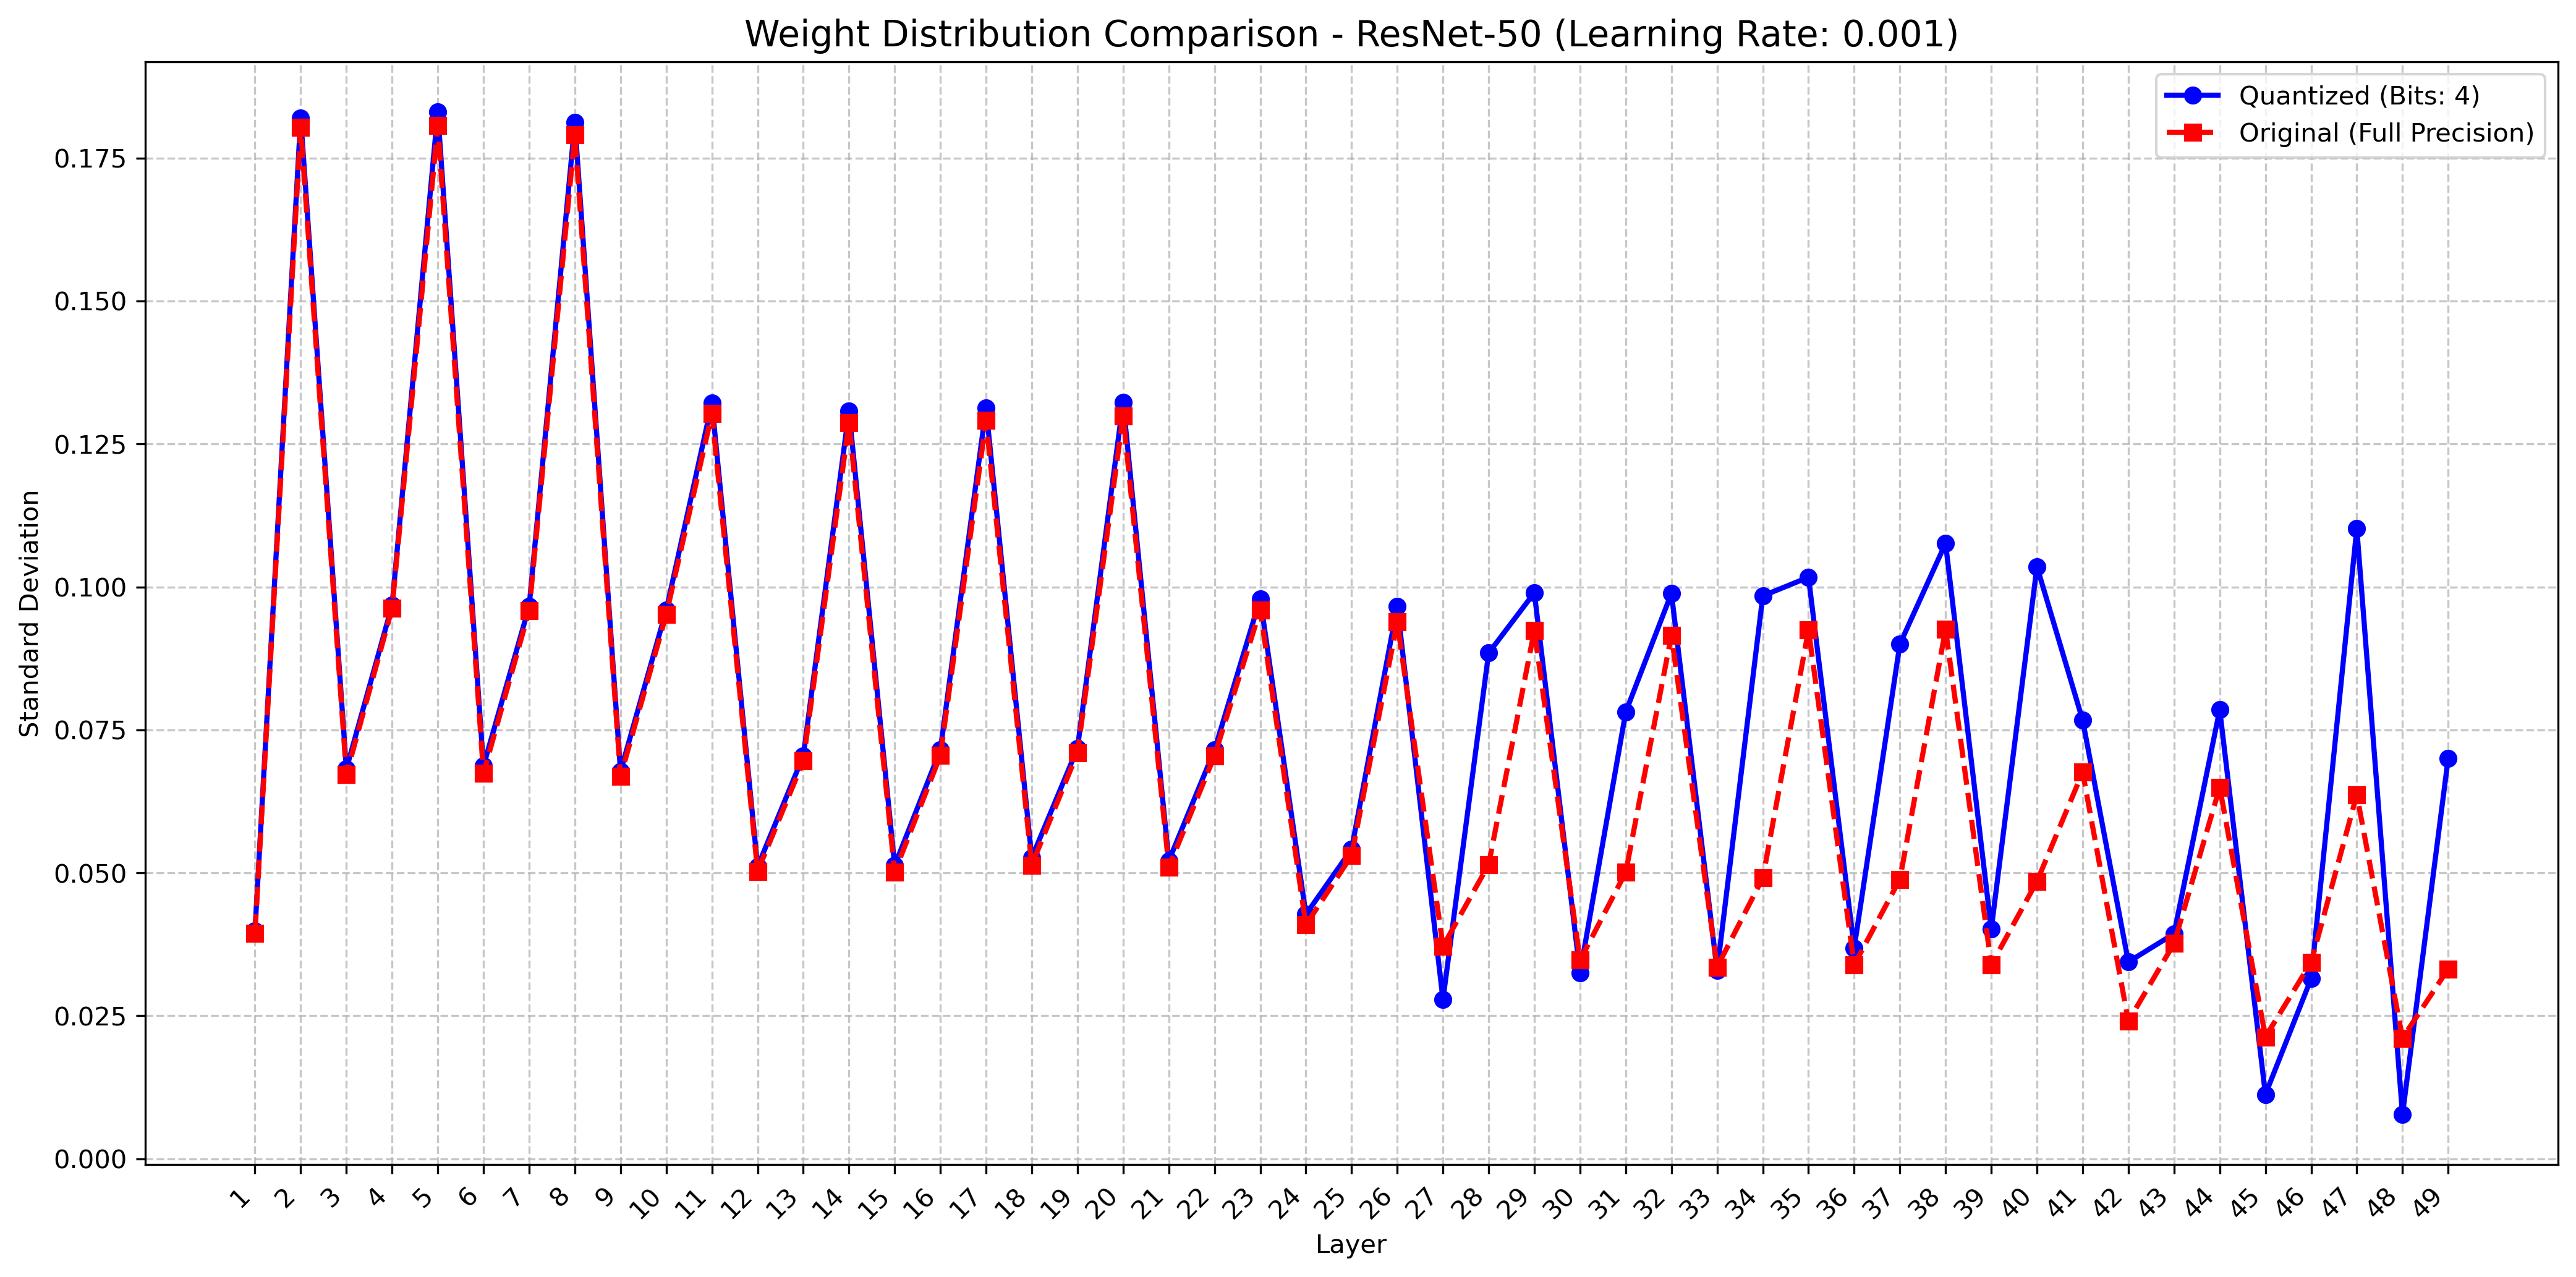 Weight Distribution Comparison - ResNet-50 (Learning Rate: 0.001)
Quantized (Bits: 4)
Original (Full Precision)
Standard Deviation
0.175
0.150
0.125
0.100
0.075
0.050
0.025
0.000
1 2 3 4 5 6 7 8 9 10 11 12 13 14 15 16 17 18 19 20 21 22 23 24 25 26 27 28 29 30 31 32 33 34 35 36 37 38 39 40 41 42 43 44 45 46 47 48 49
Layer